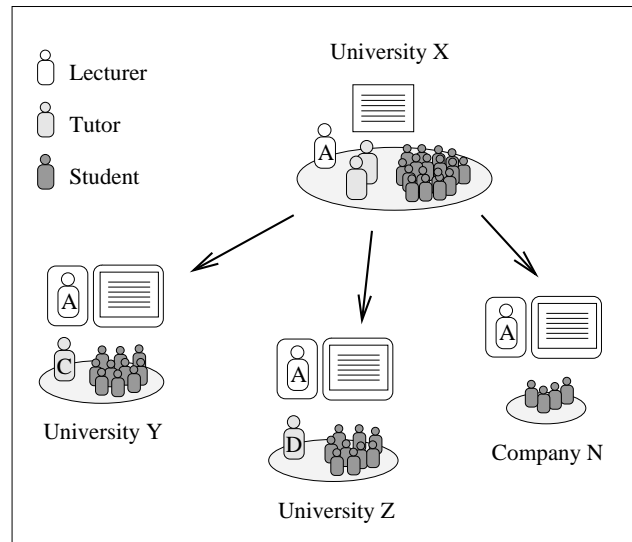 University X
Lecturer
Tutor
Student
A
A
C
University Y
A
D
University Z
A
Company N